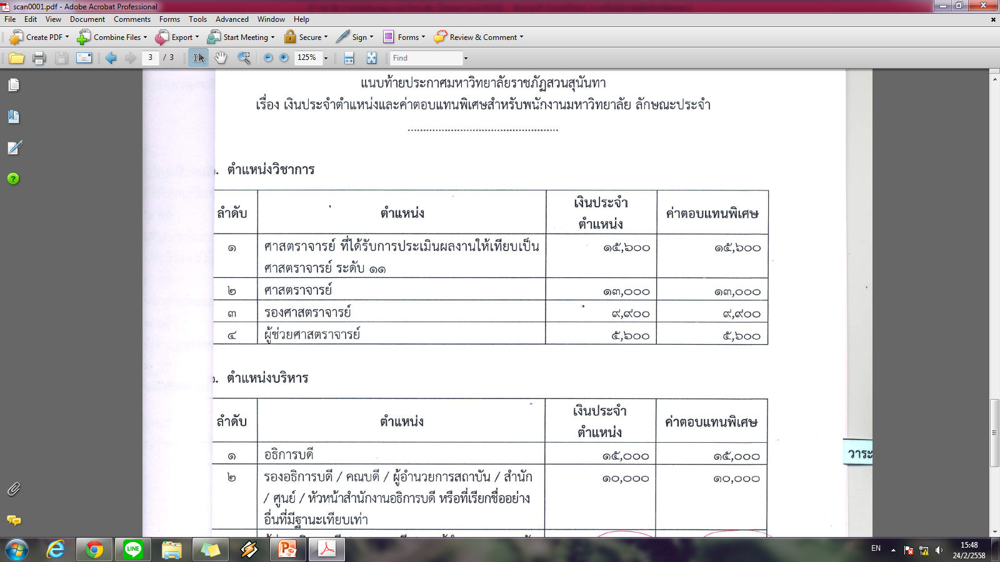 scan0001.pdf - Adobe Acrobat Professional
File Edit View Document Comments Forms Tools Advanced Window Help
Create PDF Combine Files Export Start Meeting Secure Sign Forms Review & Comment
3 / 3 125% Find
แนบท้ายประกาศมหาวิทยาลัยราชภัฏสวนสุนันทา
เรื่อง เงินประจำตำแหน่งและค่าตอบแทนพิเศษสำหรับพนักงานมหาวิทยาลัย ลักษณะประจำ
................................................
ตำแหน่งวิชาการ
ลำดับ ตำแหน่ง เงินประจำ ค่าตอบแทนพิเศษ
ตำแหน่ง
๑ ศาสตราจารย์ ที่ได้รับการประเมินผลงานให้เทียบเป็น ๑๕,๖๐๐ ๑๕,๖๐๐
ศาสตราจารย์ ระดับ ๑๑
๒ ศาสตราจารย์ ๑๓,๐๐๐ ๑๓,๐๐๐
๓ รองศาสตราจารย์ ๙,๙๐๐ ๙,๙๐๐
๔ ผู้ช่วยศาสตราจารย์ ๕,๖๐๐ ๕,๖๐๐
ตำแหน่งบริหาร
ลำดับ ตำแหน่ง เงินประจำ ค่าตอบแทนพิเศษ
ตำแหน่ง
๑ อธิการบดี ๑๕,๐๐๐ ๑๕,๐๐๐
วาระ
๒ รองอธิการบดี / คณบดี / ผู้อำนวยการสถาบัน / สำนัก ๑๐,๐๐๐ ๑๐,๐๐๐
/ ศูนย์ / หัวหน้าสำนักงานอธิการบดี หรือที่เรียกชื่ออย่าง
อื่นที่มีฐานะเทียบเท่า
LINE
EN 15:48
24/2/2558